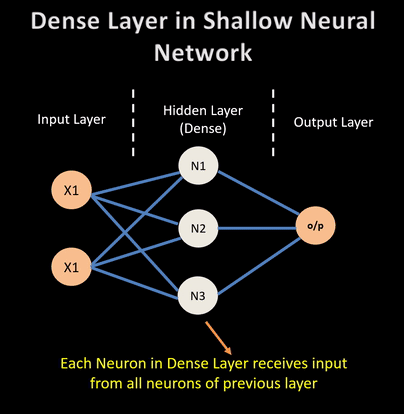 Dense Layer in Shallow Neural
Network
Input Layer
Hidden Layer
(Dense)
Output Layer
X1
X1
N1
N2
N3
o/p
Each Neuron in Dense Layer receives input
from all neurons of previous layer